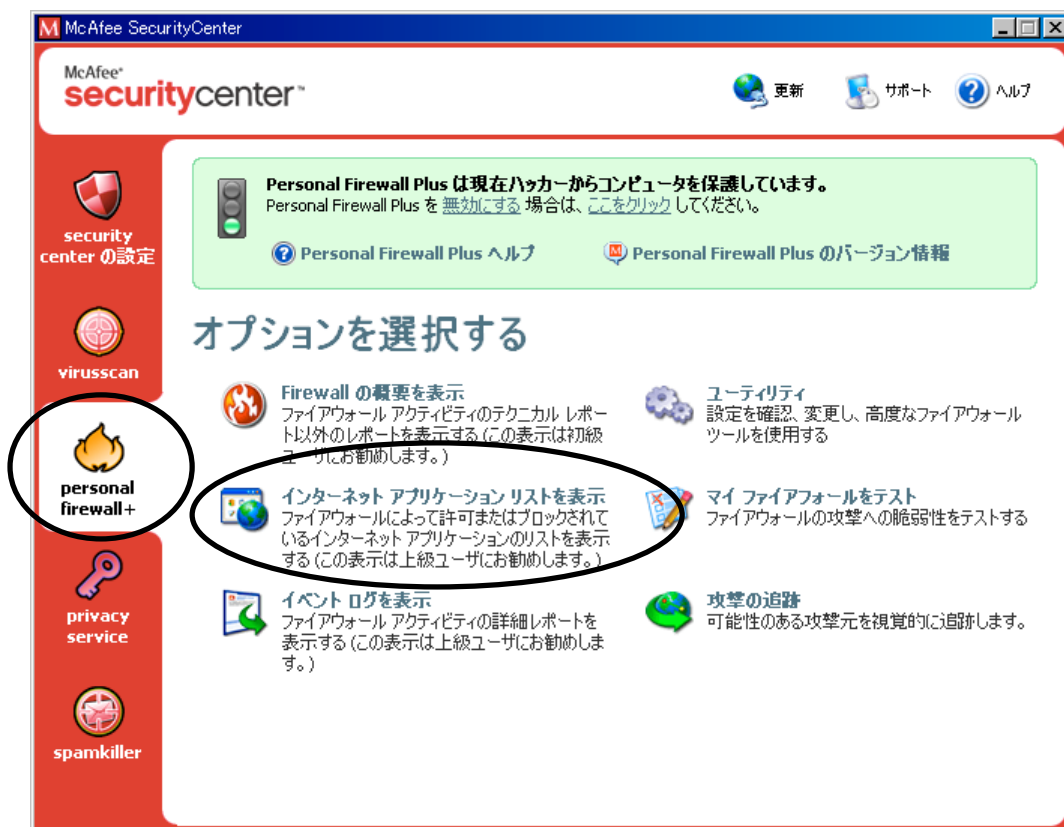 McAfee SecurityCenter
McAfee®
securitycenter™
更新
サポート
ヘルプ
security
center の設定
virusscan
personal
firewall+
privacy
service
spamkiller
Personal Firewall Plus は現在ハッカーからコンピュータを保護しています。
Personal Firewall Plus を 無効にする 場合は、ここをクリック してください。
Personal Firewall Plus ヘルプ
Personal Firewall Plus のバージョン情報
オプションを選択する
Firewall の概要を表示
ファイアウォール アクティビティのテクニカル レポー
ト以外のレポートを表示する (この表示は初級
ユーザにお勧めします。)
ユーティリティ
設定を確認、変更し、高度なファイアウォール
ツールを使用する
インターネット アプリケーション リストを表示
ファイアウォールによって許可またはブロックされて
いるインターネット アプリケーションのリストを表示
する (この表示は上級ユーザにお勧めします。)
マイ ファイアフォールをテスト
ファイアウォールの攻撃への脆弱性をテストする
イベント ログを表示
ファイアウォール アクティビティの詳細レポートを
表示する (この表示は上級ユーザにお勧めしま
す。)
攻撃の追跡
可能性のある攻撃元を視覚的に追跡します。